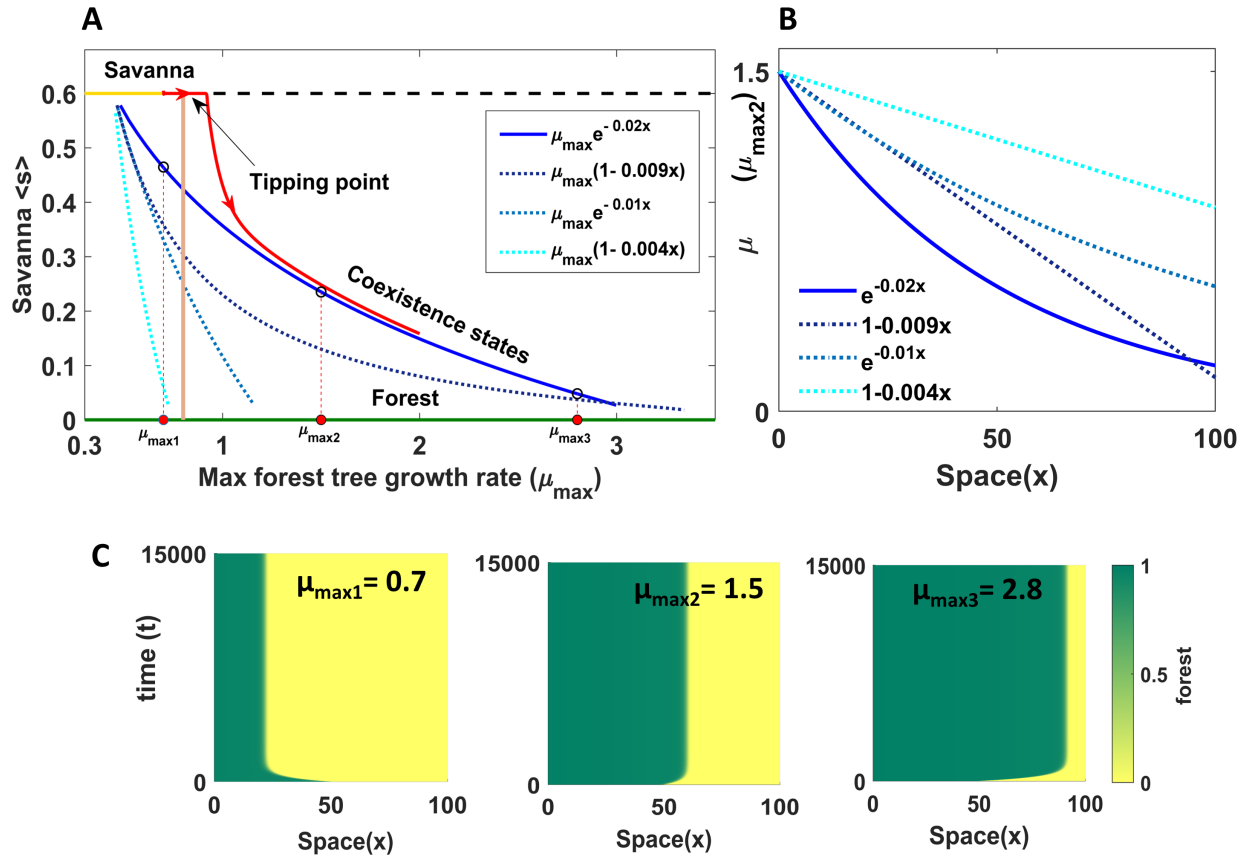 A
Savanna
0.6
0.5
0.4
0.3
0.2
0.1
0
Savanna <s>
Tipping point
μmax e^-0.02x
μmax(1-0.009x)
μmax e^-0.01x
μmax(1-0.004x)
Coexistence states
Forest
μmax1
μmax2
μmax3
0.3
1
2
3
Max forest tree growth rate (μmax)
B
1.5
0
μ (μmax2)
e^-0.02x
1-0.009x
e^-0.01x
1-0.004x
0
50
100
Space(x)
C
15000
0
time (t)
μmax1= 0.7
0
50
100
Space(x)
15000
0
μmax2= 1.5
0
50
100
Space(x)
15000
0
μmax3= 2.8
0
50
100
Space(x)
1
0.5
0
forest